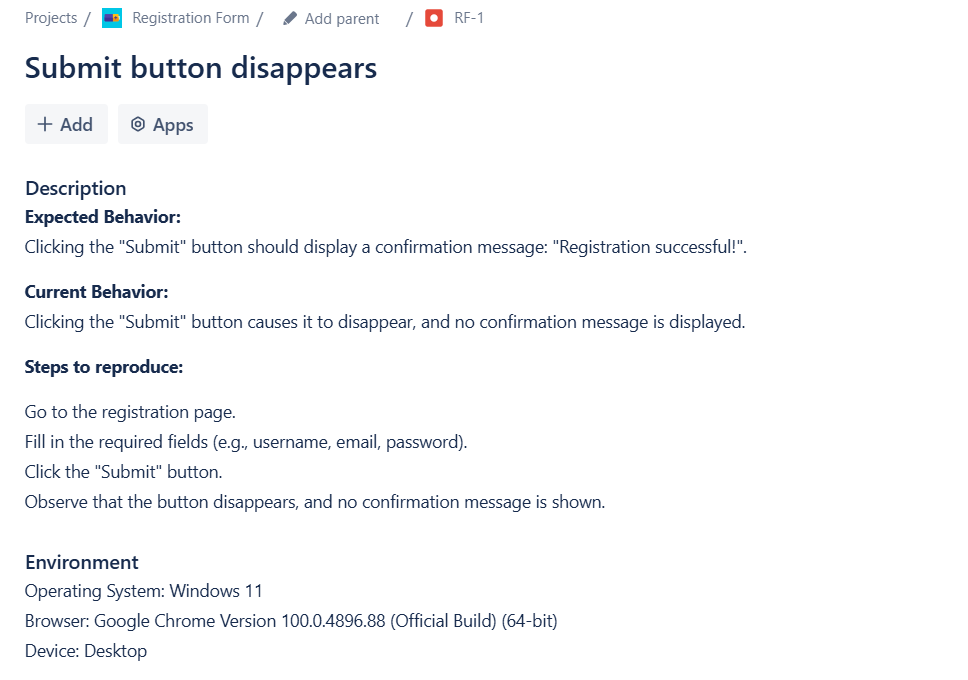 Projects / Registration Form / Add parent / RF-1
Submit button disappears
+ Add Apps
Description
Expected Behavior:
Clicking the "Submit" button should display a confirmation message: "Registration successful!".
Current Behavior:
Clicking the "Submit" button causes it to disappear, and no confirmation message is displayed.
Steps to reproduce:
Go to the registration page.
Fill in the required fields (e.g., username, email, password).
Click the "Submit" button.
Observe that the button disappears, and no confirmation message is shown.
Environment
Operating System: Windows 11
Browser: Google Chrome Version 100.0.4896.88 (Official Build) (64-bit)
Device: Desktop